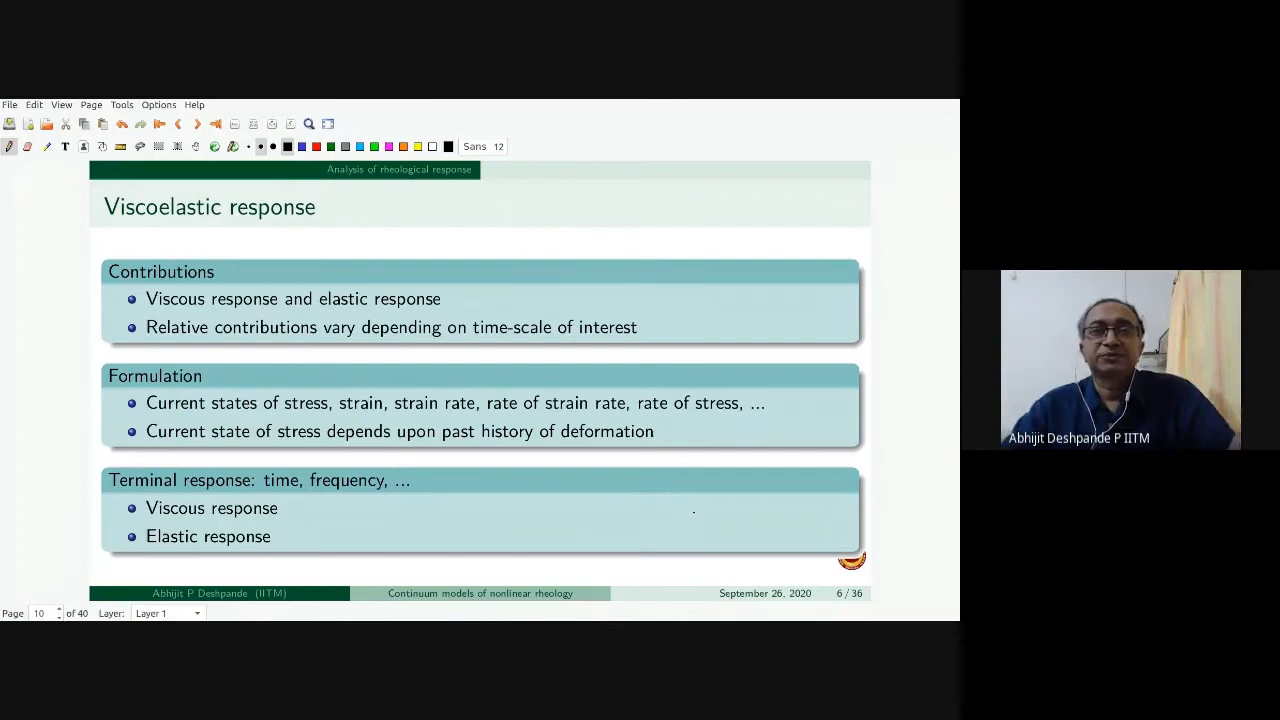 File Edit View Page Tools Options Help
Sans 12
Analysis of rheological response
Viscoelastic response
Contributions
Viscous response and elastic response
Relative contributions vary depending on time-scale of interest
Formulation
Current states of stress, strain, strain rate, rate of strain rate, rate of stress, ...
Current state of stress depends upon past history of deformation
Terminal response: time, frequency, ...
Viscous response
Elastic response
Abhijit P Deshpande (IITM) Continuum models of nonlinear rheology September 26, 2020 6 / 36
Page 10 of 40 Layer: Layer 1
Abhijit Deshpande P IITM